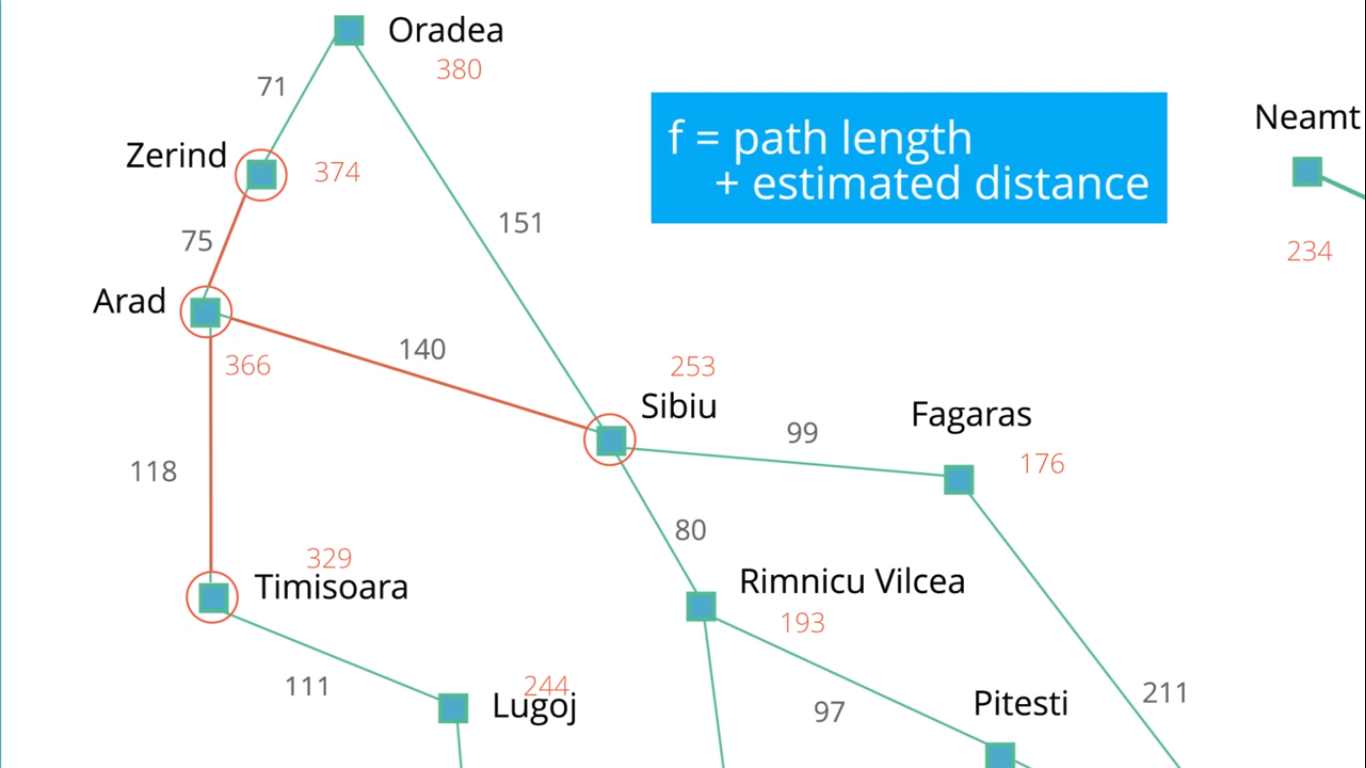 Oradea
380
71
f = path length
+ estimated distance
Neamt
Zerind
374
151
75
234
Arad
140
366
253
Sibiu
Fagaras
99
176
118
80
329
Timisoara
Rimnicu Vilcea
193
111
244
Lugoj
97
Pitesti
211